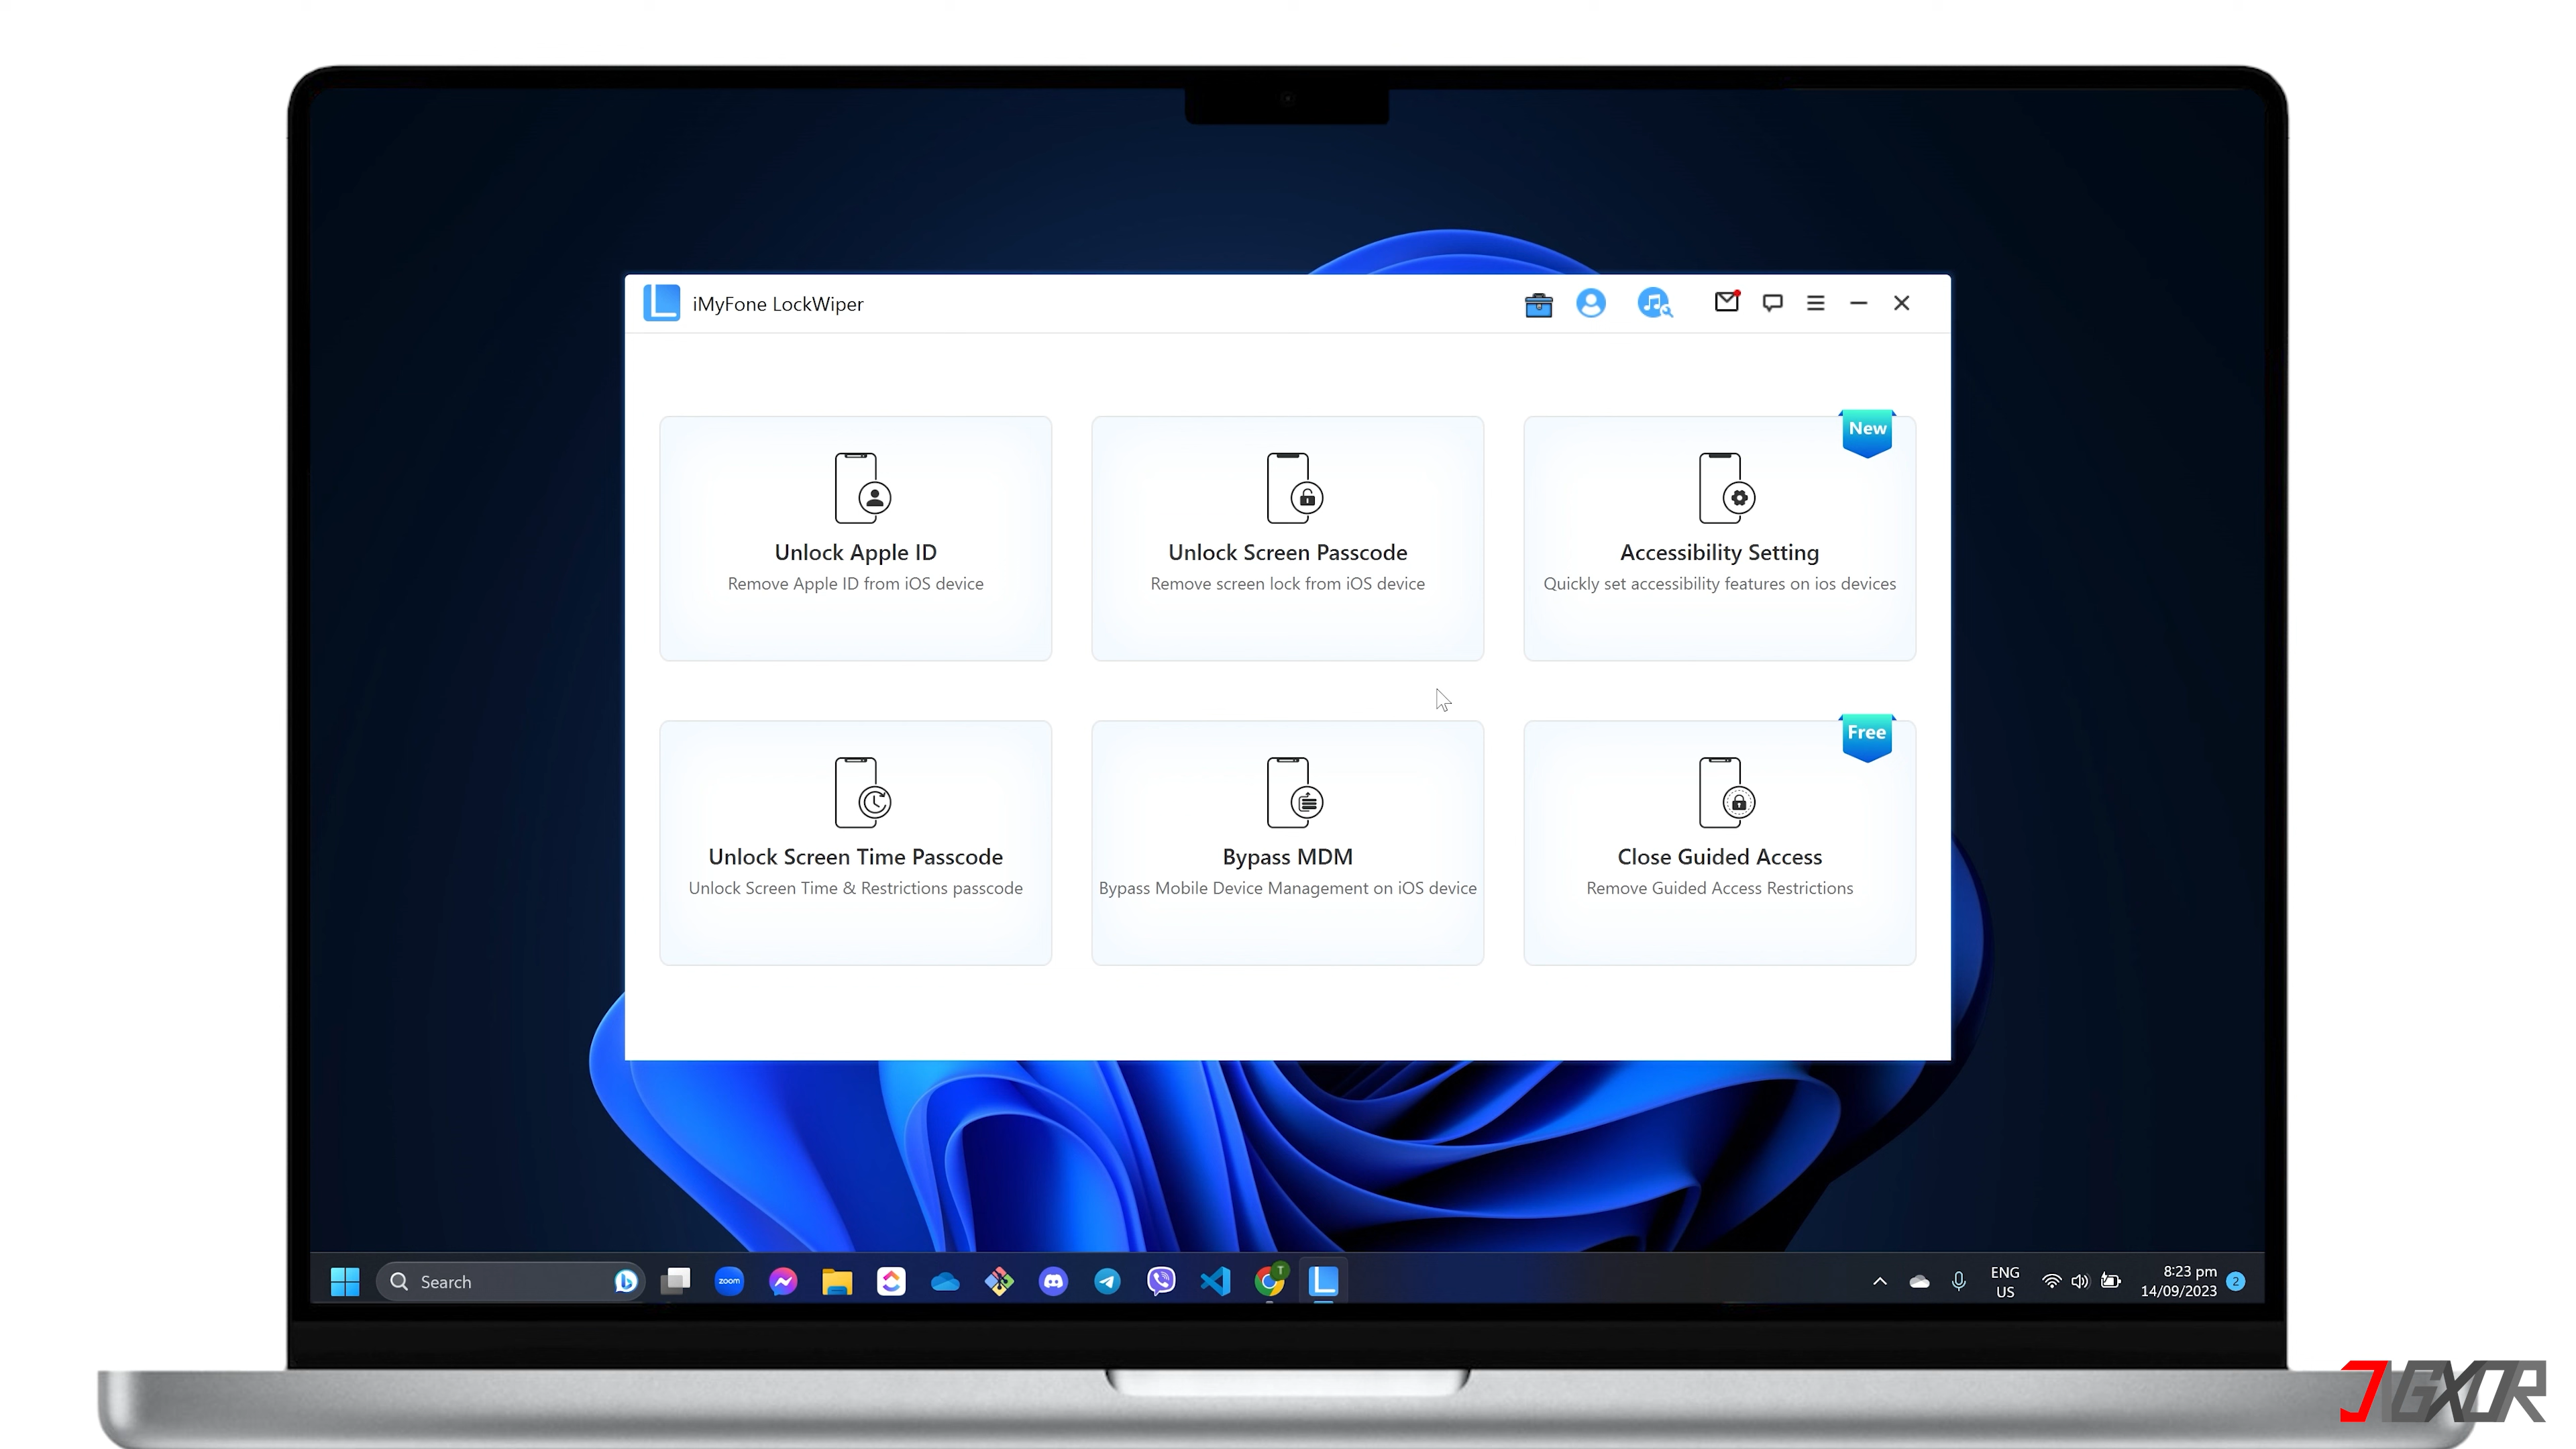 iMyFone LockWiper
New
Unlock Apple ID
Remove Apple ID from iOS device
Unlock Screen Passcode
Remove screen lock from iOS device
Accessibility Setting
Quickly set accessibility features on ios devices
Free
Unlock Screen Time Passcode
Unlock Screen Time & Restrictions passcode
Bypass MDM
Bypass Mobile Device Management on iOS device
Close Guided Access
Remove Guided Access Restrictions
Search
zoom
T
ENG
US
8:23 pm
14/09/2023
2
JIGXOR